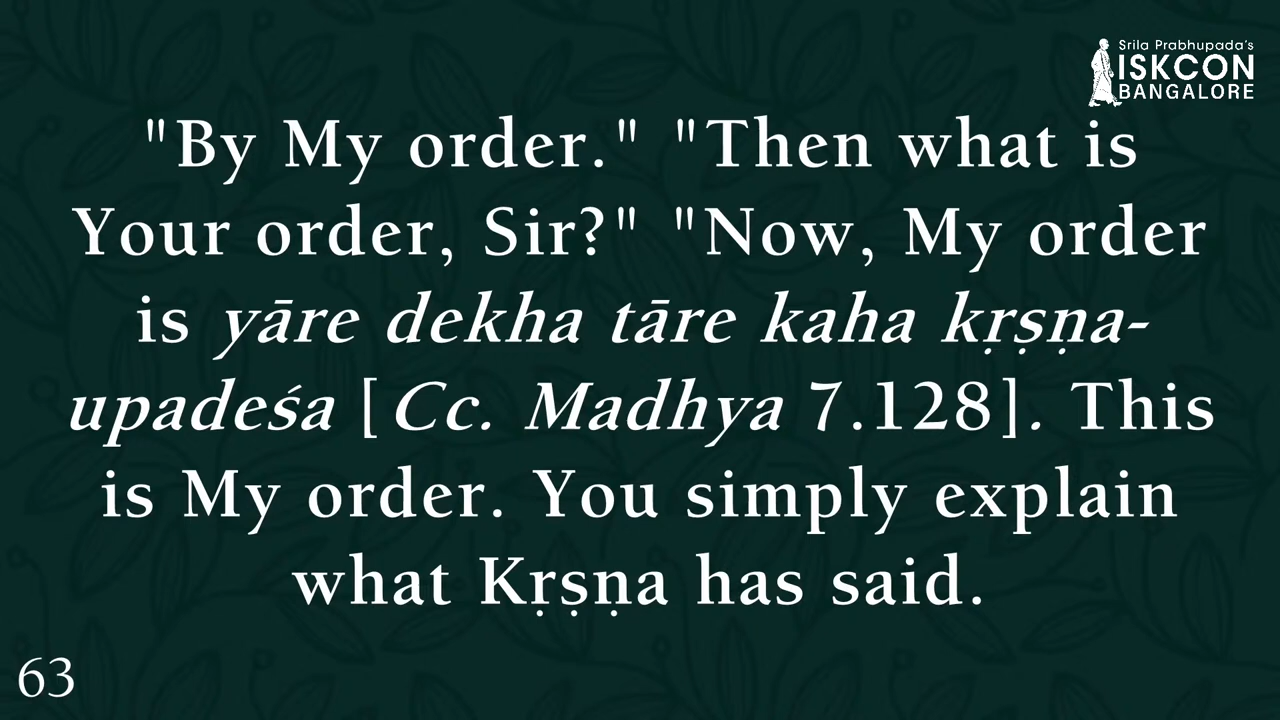 Srila Prabhupada's
ISKCON
BANGALORE
"By My order." "Then what is
Your order, Sir?" "Now, My order
is yāre dekha tāre kaha kṛṣṇa-
upadeśa [Cc. Madhya 7.128]. This
is My order. You simply explain
what Kṛṣṇa has said.
63